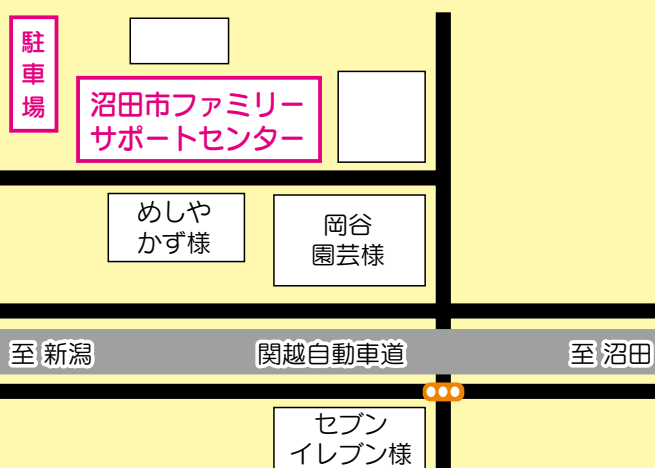 駐
車
場
沼田市ファミリー
サポートセンター
めしや
かず様
岡谷
園芸様
至 新潟
関越自動車道
至 沼田
セブン
イレブン様